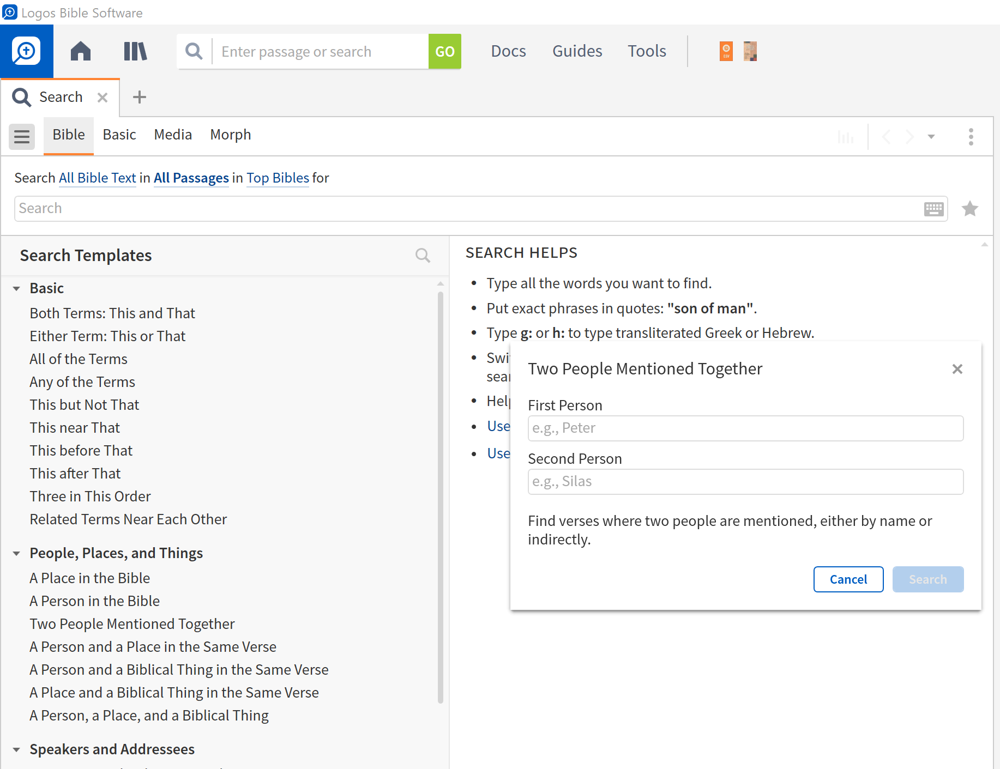 Logos Bible Software
Enter passage or search
GO
Docs
Guides
Tools
Search
Bible
Basic
Media
Morph
Search All Bible Text in All Passages in Top Bibles for
Search
Search Templates
Basic
Both Terms: This and That
Either Term: This or That
All of the Terms
Any of the Terms
This but Not That
This near That
This before That
This after That
Three in This Order
Related Terms Near Each Other
People, Places, and Things
A Place in the Bible
A Person in the Bible
Two People Mentioned Together
A Person and a Place in the Same Verse
A Person and a Biblical Thing in the Same Verse
A Place and a Biblical Thing in the Same Verse
A Person, a Place, and a Biblical Thing
Speakers and Addressees
SEARCH HELPS
• Type all the words you want to find.
• Put exact phrases in quotes: "son of man".
• Type g: or h: to type transliterated Greek or Hebrew.
• Use
• Use
Two People Mentioned Together
First Person
e.g., Peter
Second Person
e.g., Silas
Find verses where two people are mentioned, either by name or
indirectly.
Cancel
Search